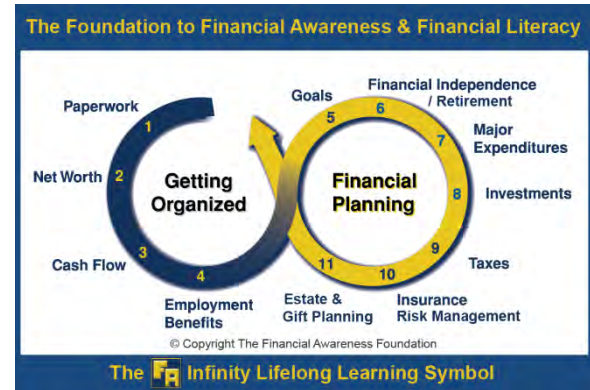 The Foundation to Financial Awareness & Financial Literacy
Paperwork
1
Net Worth
2
Cash Flow
3
4
Employment
Benefits
Getting
Organized
Goals
5
Financial Independence
/ Retirement
6
Major
Expenditures
7
Investments
8
Taxes
9
Insurance
Risk Management
10
Estate &
Gift Planning
11
Financial
Planning
© Copyright The Financial Awareness Foundation
The FA Infinity Lifelong Learning Symbol